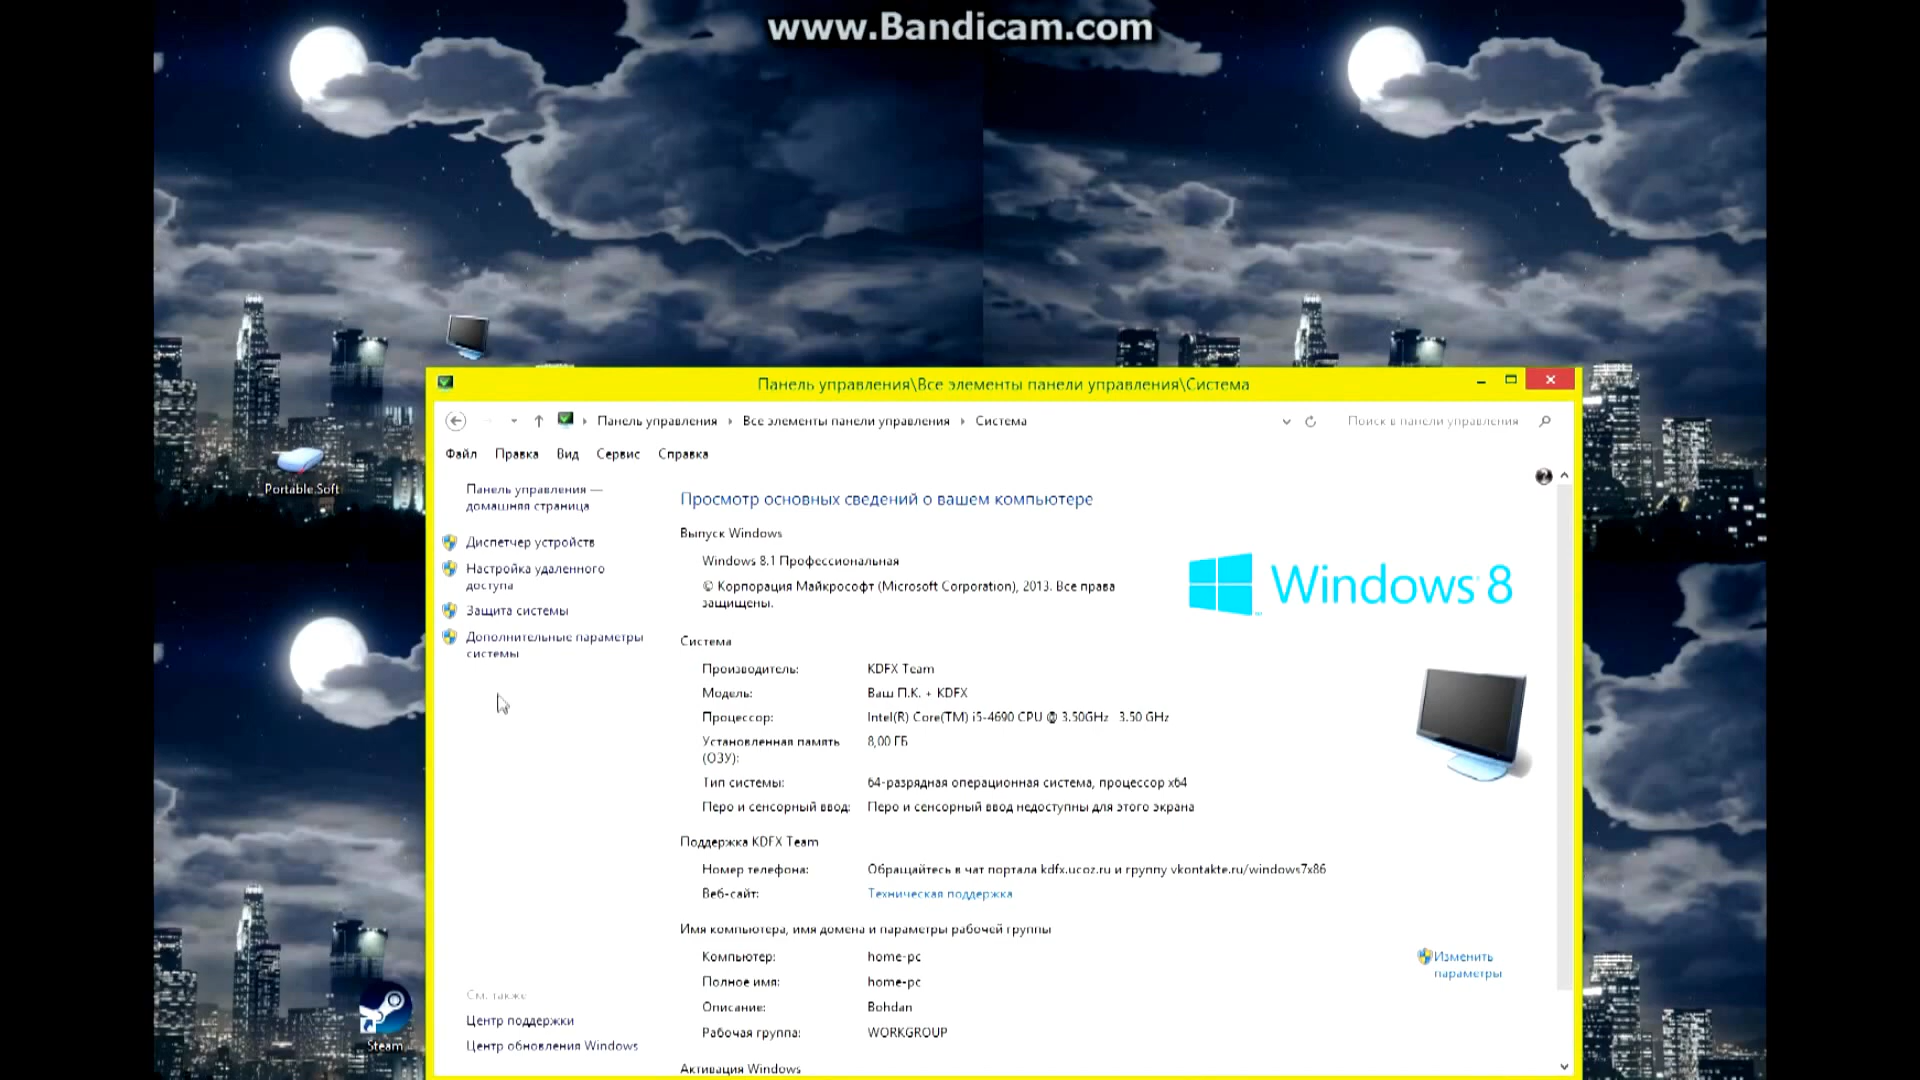 www.Bandicam.com
Панель управления\Все элементы панели управления\Система
Панель управления
Все элементы панели управления
Система
Поиск в панели управления
Файл
Правка
Вид
Сервис
Справка
Portable Soft
Панель управления —
домашняя страница
Диспетчер устройств
Настройка удаленного
доступа
Защита системы
Дополнительные параметры
системы
Просмотр основных сведений о вашем компьютере
Выпуск Windows
Windows 8.1 Профессиональная
© Корпорация Майкрософт (Microsoft Corporation), 2013. Все права
защищены.
Windows 8
Система
Производитель: KDFX Team
Модель: Ваш П.К. + KDFX
Процессор: Intel(R) Core(TM) i5-4690 CPU @ 3.50GHz 3.50 GHz
Установленная память
(ОЗУ):
8,00 ГБ
Тип системы: 64-разрядная операционная система, процессор x64
Перо и сенсорный ввод: Перо и сенсорный ввод недоступны для этого экрана
Поддержка KDFX Team
Номер телефона: Обращайтесь в чат портала kdfx.ucoz.ru и группу vkontakte.ru/windows7x86
Веб-сайт: Техническая поддержка
Имя компьютера, имя домена и параметры рабочей группы
Компьютер: home-pc
Изменить
параметры
Полное имя: home-pc
Описание: Bohdan
Рабочая группа: WORKGROUP
Активация Windows
См. также
Центр поддержки
Центр обновления Windows
Steam